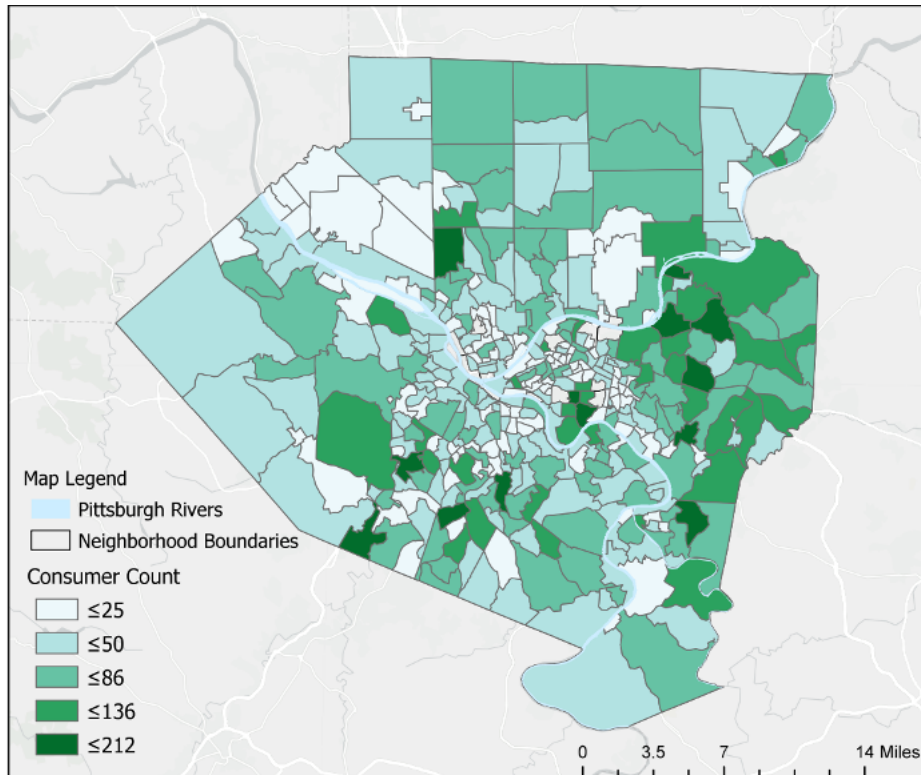 Map Legend
Pittsburgh Rivers
Neighborhood Boundaries
Consumer Count
≤25
≤50
≤86
≤136
≤212
0 3.5 7 14 Miles